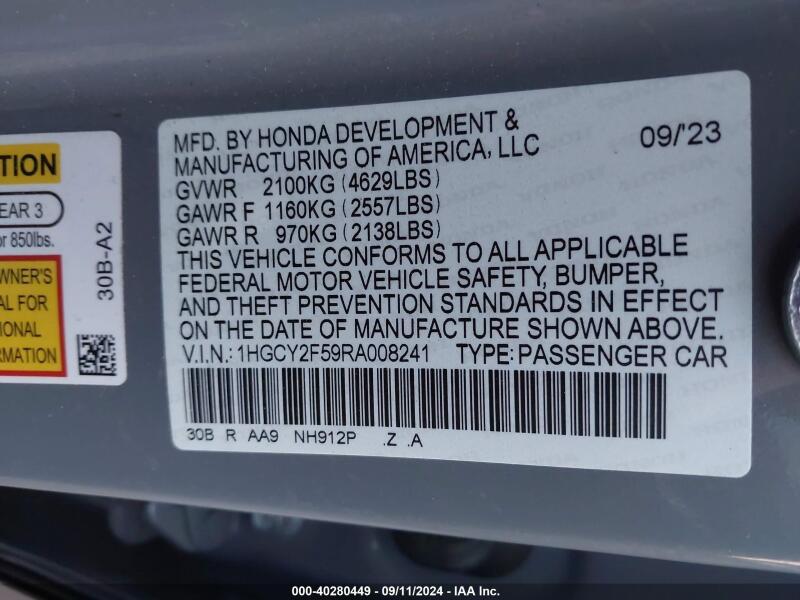 TION
EAR 3
or 850lbs.
WNER'S
AL FOR
IONAL
RMATION
30B-A2
MFD. BY HONDA DEVELOPMENT &
MANUFACTURING OF AMERICA, LLC
09/'23
GVWR 2100KG (4629LBS)
GAWR F 1160KG (2557LBS)
GAWR R 970KG (2138LBS)
THIS VEHICLE CONFORMS TO ALL APPLICABLE
FEDERAL MOTOR VEHICLE SAFETY, BUMPER,
AND THEFT PREVENTION STANDARDS IN EFFECT
ON THE DATE OF MANUFACTURE SHOWN ABOVE.
V.I.N.: 1HGCY2F59RA008241 TYPE: PASSENGER CAR
30B R AA9 NH912P .Z .A
000-40280449 - 09/11/2024 - IAA Inc.